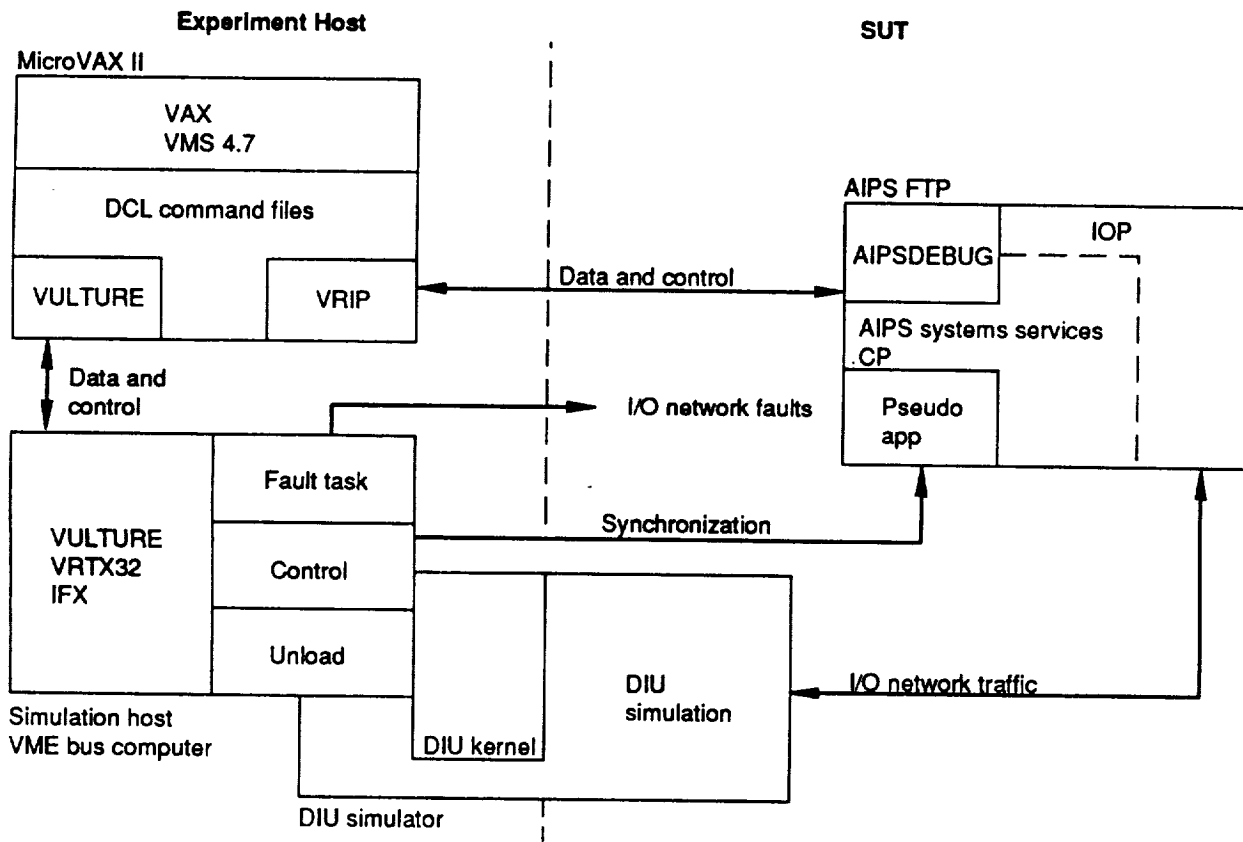 Experiment Host
SUT
MicroVAX II
VAX
VMS 4.7
DCL command files
VULTURE
VRIP
Data and control
AIPS FTP
AIPSDEBUG
IOP
AIPS systems services
CP
Pseudo
app
Data and
control
I/O network faults
Fault task
VULTURE
VRTX32
IFX
Control
Unload
Synchronization
DIU
simulation
I/O network traffic
Simulation host
VME bus computer
DIU kernel
DIU simulator